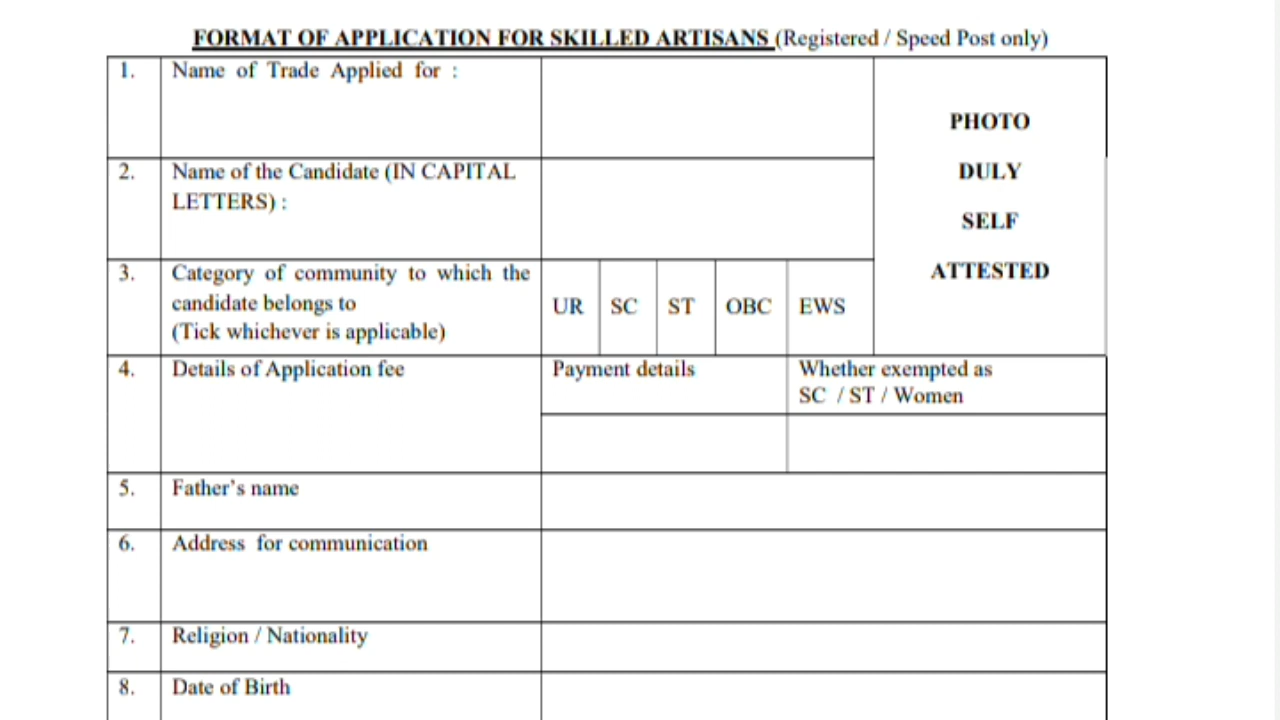 FORMAT OF APPLICATION FOR SKILLED ARTISANS (Registered / Speed Post only)
1. Name of Trade Applied for :
PHOTO
DULY
SELF
ATTESTED
2. Name of the Candidate (IN CAPITAL
LETTERS) :
3. Category of community to which the
candidate belongs to
(Tick whichever is applicable)
UR SC ST OBC EWS
4. Details of Application fee
Payment details
Whether exempted as
SC / ST / Women
5. Father’s name
6. Address for communication
7. Religion / Nationality
8. Date of Birth